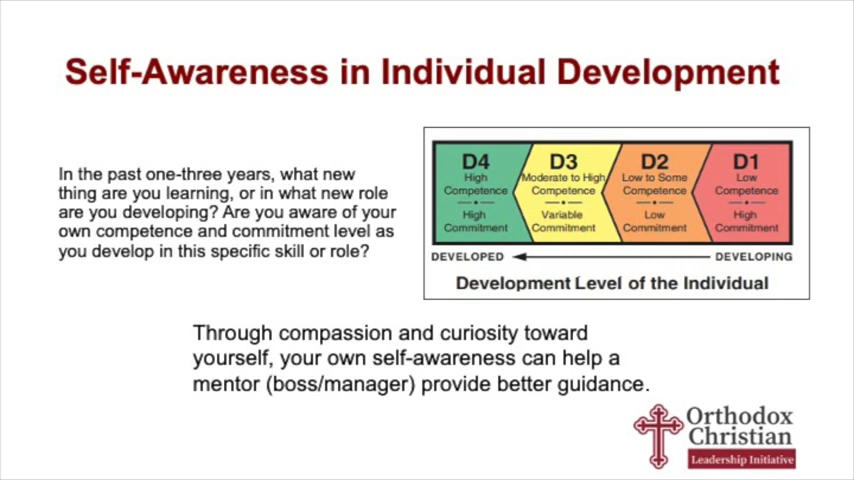 Self-Awareness in Individual Development
In the past one-three years, what new
thing are you learning, or in what new role
are you developing? Are you aware of your
own competence and commitment level as
you develop in this specific skill or role?
D4
High
Competence
High
Commitment
D3
Moderate to High
Competence
Variable
Commitment
D2
Low to Some
Competence
Low
Commitment
D1
Low
Competence
High
Commitment
DEVELOPED
DEVELOPING
Development Level of the Individual
Through compassion and curiosity toward
yourself, your own self-awareness can help a
mentor (boss/manager) provide better guidance.
Orthodox
Christian
Leadership Initiative